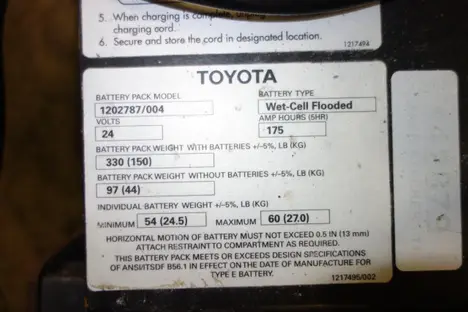 5. When charging is complete, unplug
charging cord.
6. Secure and store the cord in designated location.
1217494
TOYOTA
BATTERY PACK MODEL
1202787/004
BATTERY TYPE
Wet-Cell Flooded
VOLTS
24
AMP HOURS (5HR)
175
BATTERY PACK WEIGHT WITH BATTERIES +/-5%, LB (KG)
330 (150)
BATTERY PACK WEIGHT WITHOUT BATTERIES +/-5%, LB (KG)
97 (44)
INDIVIDUAL BATTERY WEIGHT +/-5%, LB (KG)
MINIMUM 54 (24.5) MAXIMUM 60 (27.0)
HORIZONTAL MOTION OF BATTERY MUST NOT EXCEED 0.5 IN (13 mm)
ATTACH RESTRAINT TO COMPARTMENT AS REQUIRED.
THIS BATTERY PACK MEETS OR EXCEEDS DESIGN SPECIFICATIONS
OF ANSI/ITSDF B56.1 IN EFFECT ON THE DATE OF MANUFACTURE FOR
TYPE E BATTERY.
1217495/002